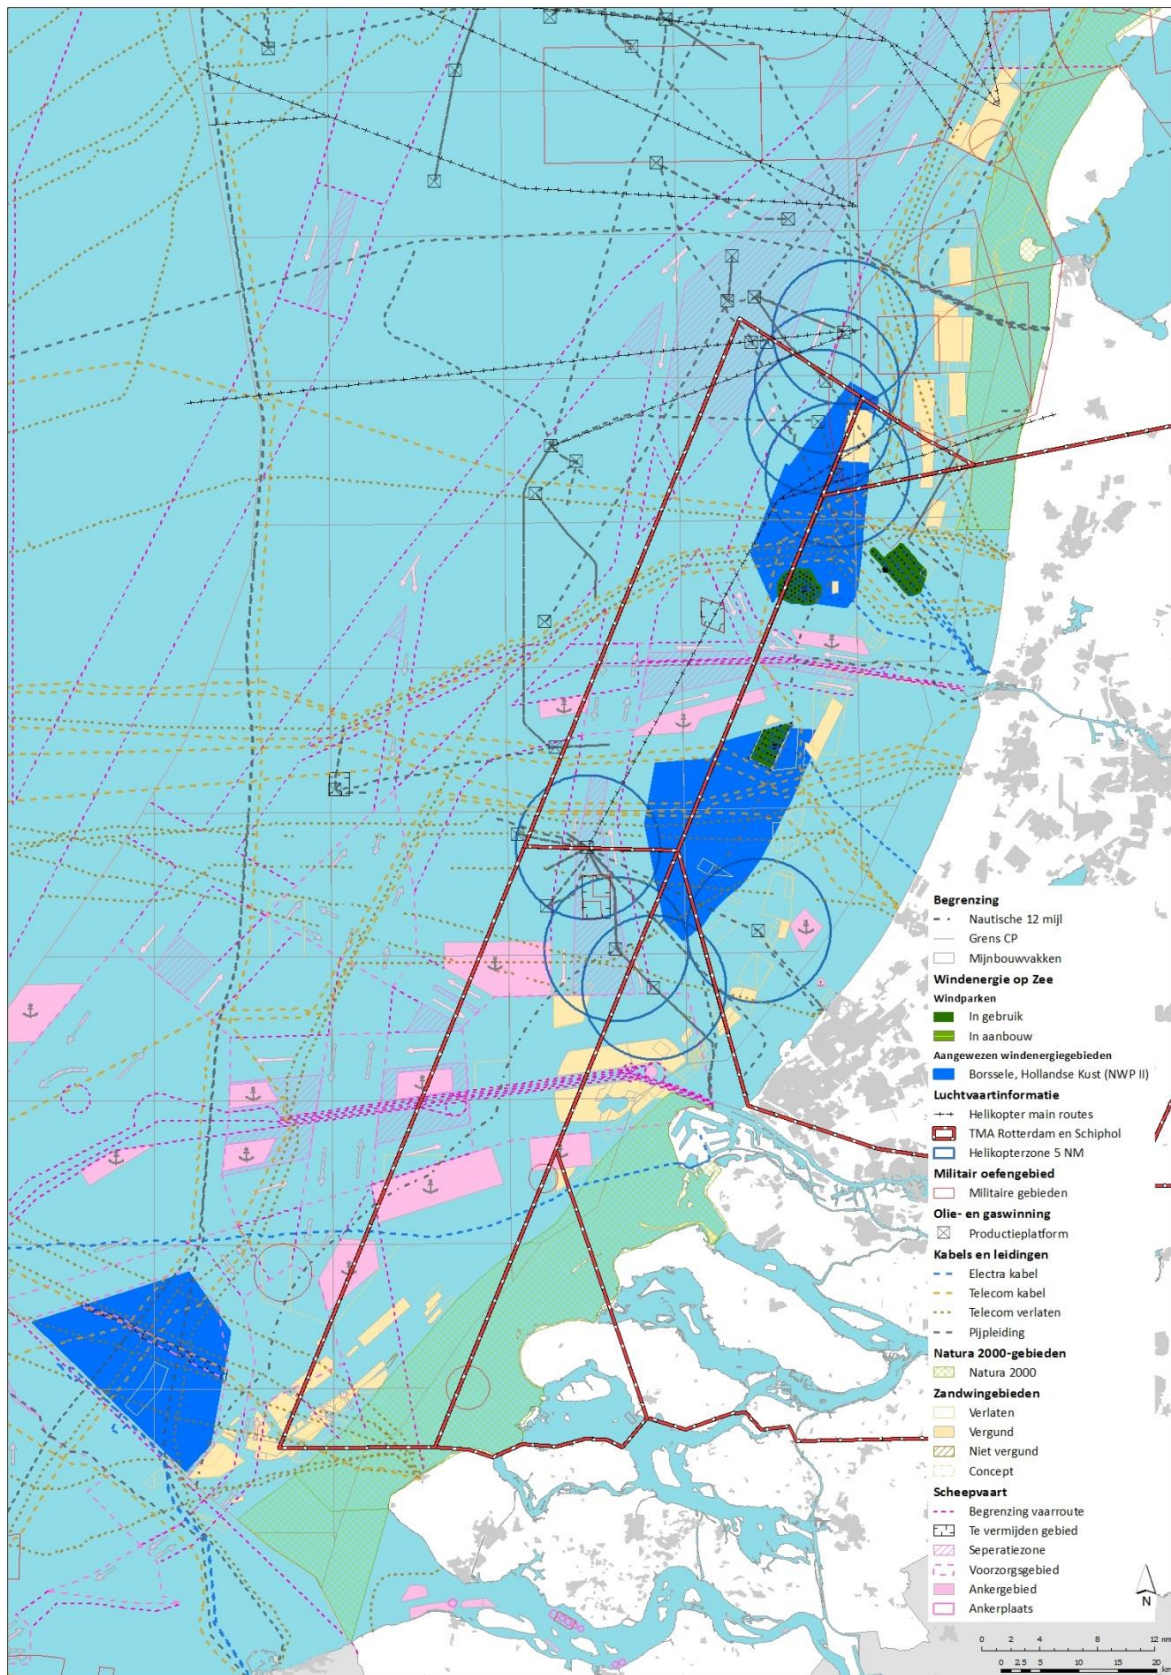 Begrenzing
Nautische 12 mijl
Grens CP
Mijnbouwvakken
Windenergie op Zee
Windparken
In gebruik
In aanbouw
Aangewezen windenergiegebieden
Borssele, Hollandse Kust (NWP II)
Luchtvaartinformatie
Helikopter main routes
TMA Rotterdam en Schiphol
Helikopterzone 5 NM
Militair oefengebied
Militaire gebieden
Olie- en gaswinning
Productieplatform
Kabels en leidingen
Electra kabel
Telecom kabel
Telecom verlaten
Pijpleiding
Natura 2000-gebieden
Natura 2000
Zandwingebieden
Verlaten
Vergund
Niet vergund
Concept
Scheepvaart
Begrenzing vaarroute
Te vermijden gebied
Seperatiezone
Voorzorgsgebied
Ankergebied
Ankerplaats
N
0 2 4 8 12 nm
0 2.5 5 10 15 20 km